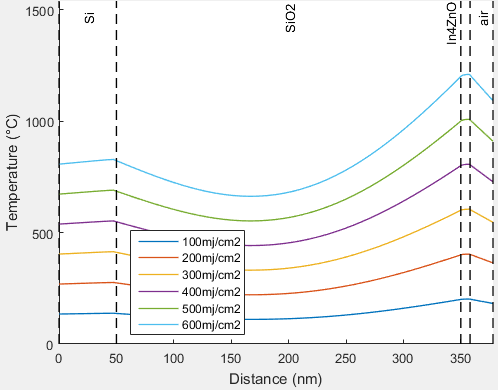 Si
SiO2
In4ZnO
air
Temperature (°C)
1500
1000
500
0
100mj/cm2
200mj/cm2
300mj/cm2
400mj/cm2
500mj/cm2
600mj/cm2
0
50
100
150
200
250
300
350
Distance (nm)